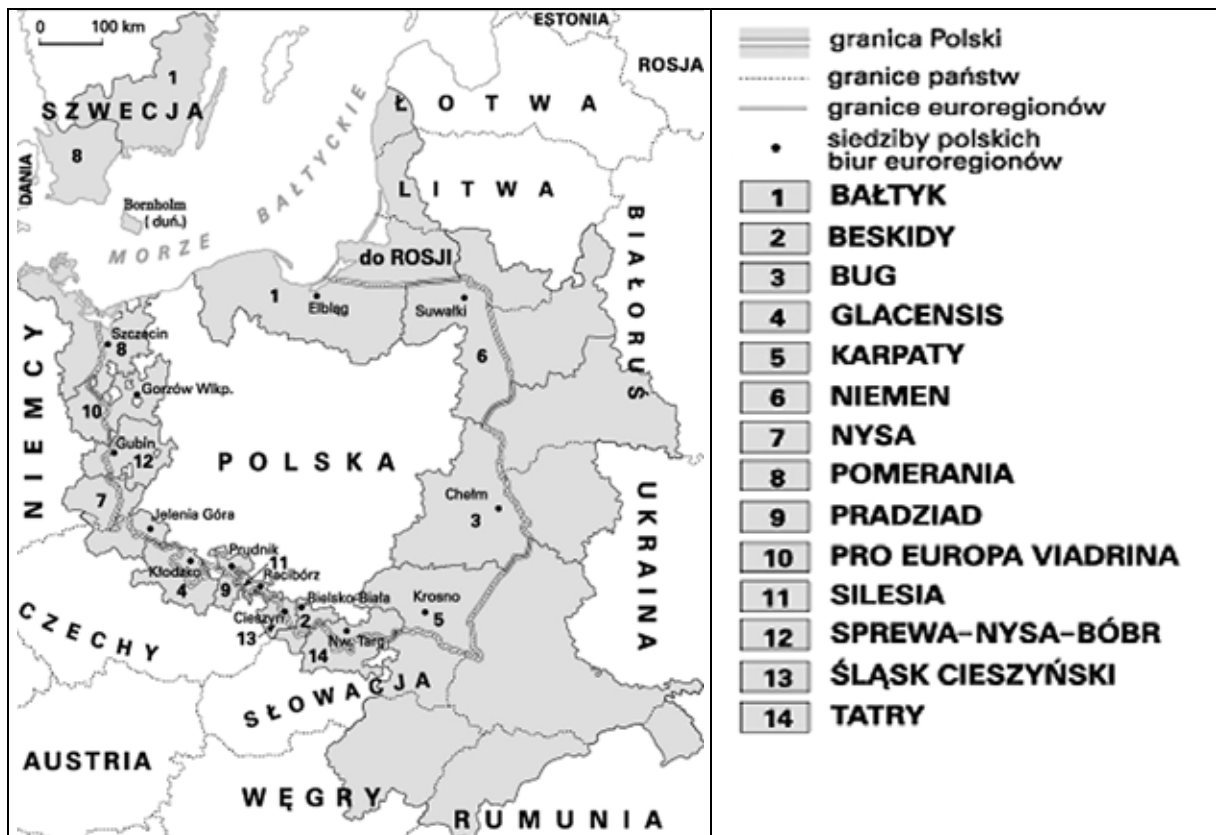 0 100 km
ESTONIA
ROSJA
1
SZWECJA
ŁOTWA
8
DANIA
LITWA
Bornholm
(duń.)
MORZE BAŁTYCKIE
BIAŁORUŚ
do ROSJI
1
Elbląg
Suwałki
NIEMCY
Szczecin
8
6
Gorzów Wlkp.
10
Gubin
12
POLSKA
7
Chełm
3
UKRAINA
Jelenia Góra
Prudnik
11
Kłodzko
Racibórz
4
9
Bielsko-Biała
Krosno
Cieszyn
2
5
13
Nw. Targ
14
CZECHY
SŁOWACJA
AUSTRIA
WĘGRY
RUMUNIA
granica Polski
granice państw
granice euroregionów
siedziby polskich
biur euroregionów
1 BAŁTYK
2 BESKIDY
3 BUG
4 GLACENSIS
5 KARPATY
6 NIEMEN
7 NYSA
8 POMERANIA
9 PRADZIAD
10 PRO EUROPA VIADRINA
11 SILESIA
12 SPREWA–NYSA–BÓBR
13 ŚLĄSK CIESZYŃSKI
14 TATRY